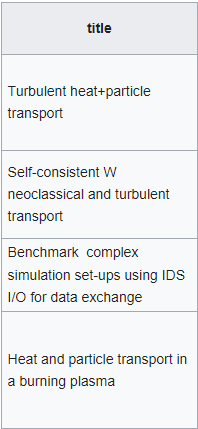 title
Turbulent heat+particle
transport
Self-consistent W
neoclassical and turbulent
transport
Benchmark complex
simulation set-ups using IDS
I/O for data exchange
Heat and particle transport in
a burning plasma